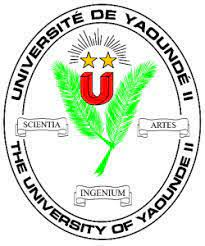 UNIVERSITÉ DE YAOUNDÉ II
U
SCIENTIA
ARTES
INGENIUM
THE UNIVERSITY OF YAOUNDE II